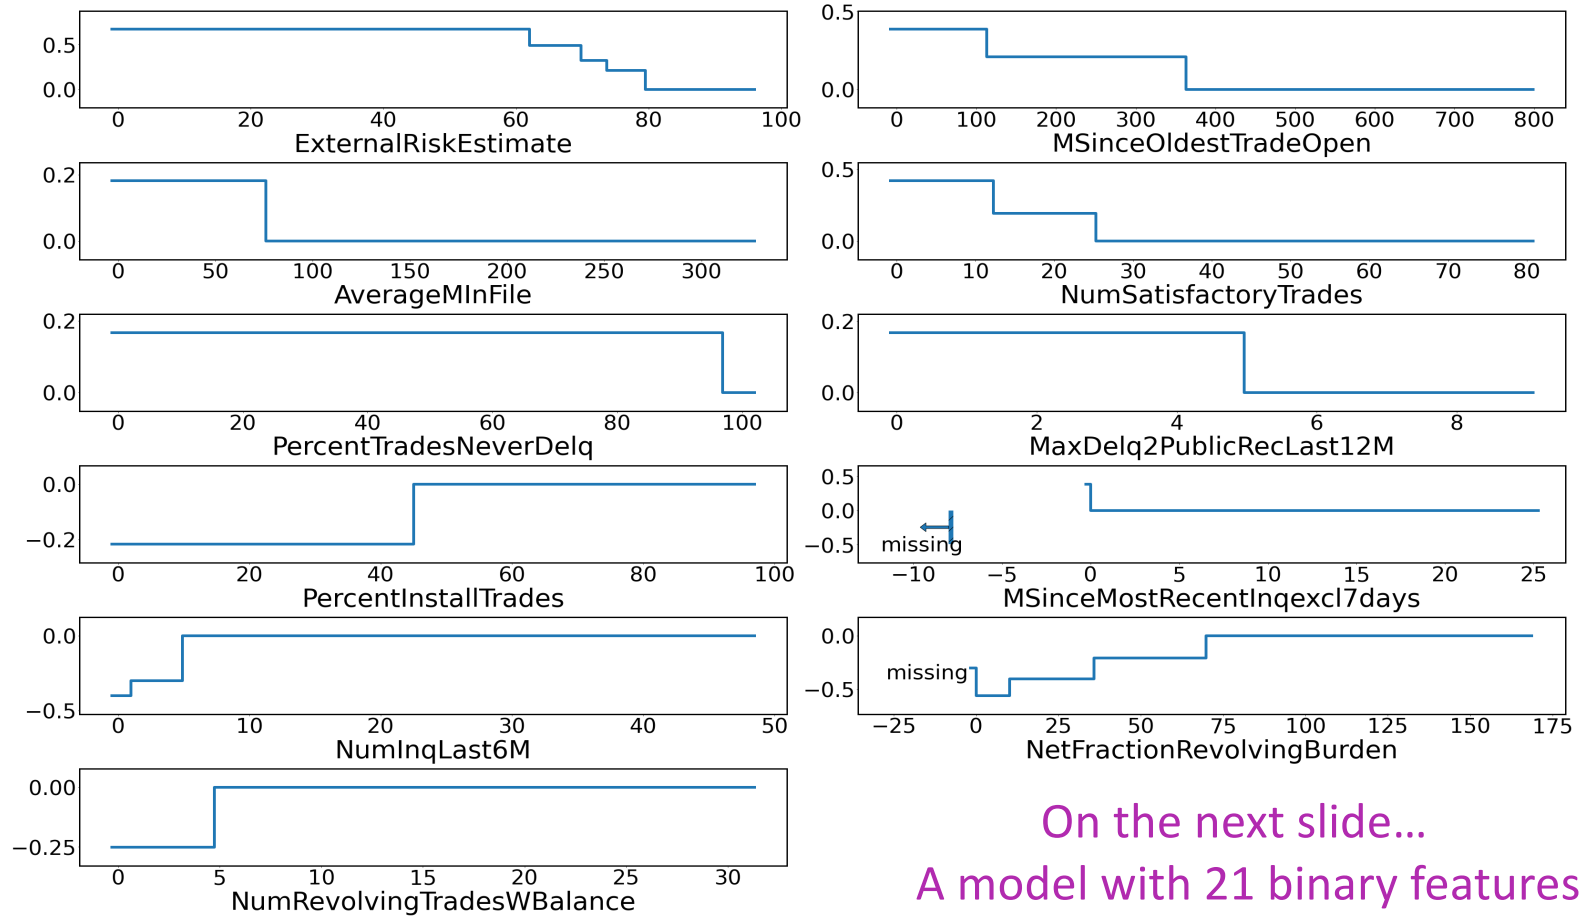 0.5
0.0
0 20 40 60 80 100
ExternalRiskEstimate
0.5
0.0
0 100 200 300 400 500 600 700 800
MSinceOldestTradeOpen
0.2
0.0
0 50 100 150 200 250 300
AverageMInFile
0.5
0.0
0 10 20 30 40 50 60 70 80
NumSatisfactoryTrades
0.2
0.0
0 20 40 60 80 100
PercentTradesNeverDelq
0.2
0.0
0 2 4 6 8
MaxDelq2PublicRecLast12M
0.0
−0.2
0 20 40 60 80 100
PercentInstallTrades
0.5
0.0
−0.5
missing
−10 −5 0 5 10 15 20 25
MSinceMostRecentInqexcl7days
0.0
−0.5
0 10 20 30 40 50
NumInqLast6M
0.0
missing
−0.5
−25 0 25 50 75 100 125 150 175
NetFractionRevolvingBurden
0.00
−0.25
0 5 10 15 20 25 30
NumRevolvingTradesWBalance
On the next slide...
A model with 21 binary features